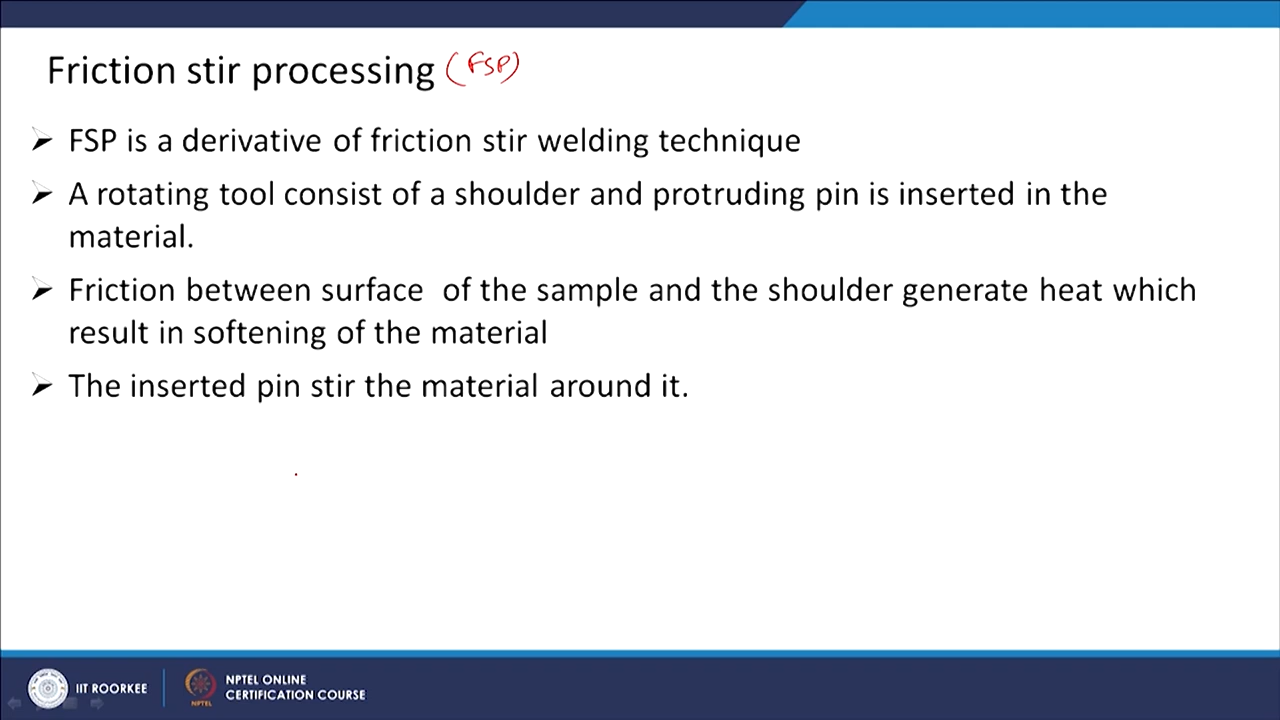 Friction stir processing (FSP)
➤ FSP is a derivative of friction stir welding technique
➤ A rotating tool consist of a shoulder and protruding pin is inserted in the
material.
➤ Friction between surface of the sample and the shoulder generate heat which
result in softening of the material
➤ The inserted pin stir the material around it.
IIT ROORKEE
NPTEL
NPTEL ONLINE
CERTIFICATION COURSE